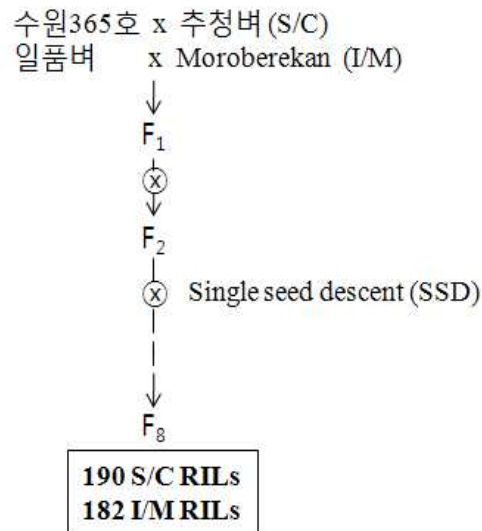 수원365호 x 추청벼 (S/C)
일품벼 x Moroberekan (I/M)
F₁
ⓧ
F₂
ⓧ Single seed descent (SSD)
F₈
190 S/C RILs
182 I/M RILs